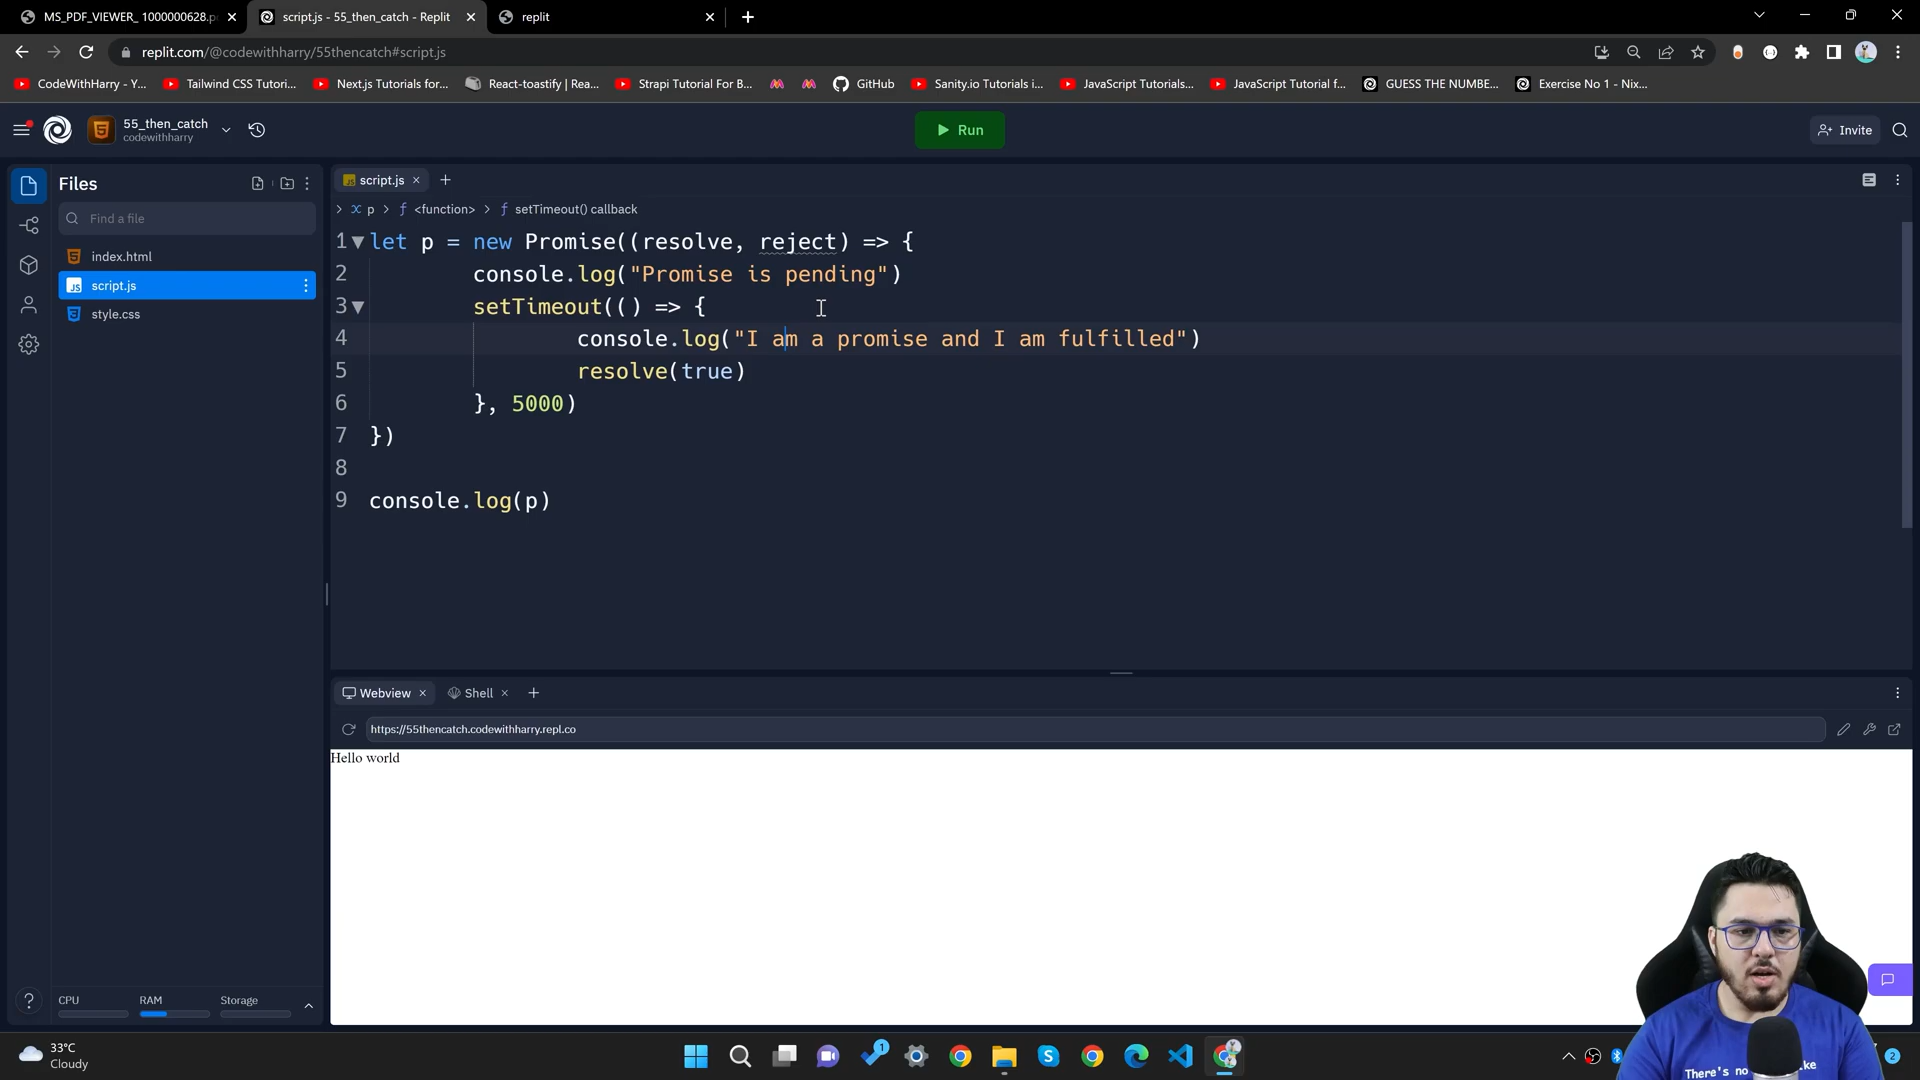 MS_PDF_VIEWER_ 1000000628.p
script.js - 55_then_catch - Replit
replit
replit.com/@codewithharry/55thencatch#script.js
CodeWithHarry - Y...
Tailwind CSS Tutori...
Next.js Tutorials for...
React-toastify | Rea...
Strapi Tutorial For B...
GitHub
Sanity.io Tutorials i...
JavaScript Tutorials...
JavaScript Tutorial f...
GUESS THE NUMBE...
Exercise No 1 - Nix...
55_then_catch
codewithharry
Run
Invite
Files
script.js
Find a file
> p > f <function> > f setTimeout() callback
index.html
script.js
style.css
1 let p = new Promise((resolve, reject) => {
2 console.log("Promise is pending")
3 setTimeout(() => {
4 console.log("I am a promise and I am fulfilled")
5 resolve(true)
6 }, 5000)
7 })
8
9 console.log(p)
Webview
Shell
https://55thencatch.codewithharry.repl.co
Hello world
CPU
RAM
Storage
33°C
Cloudy
1
2
There's no
ke